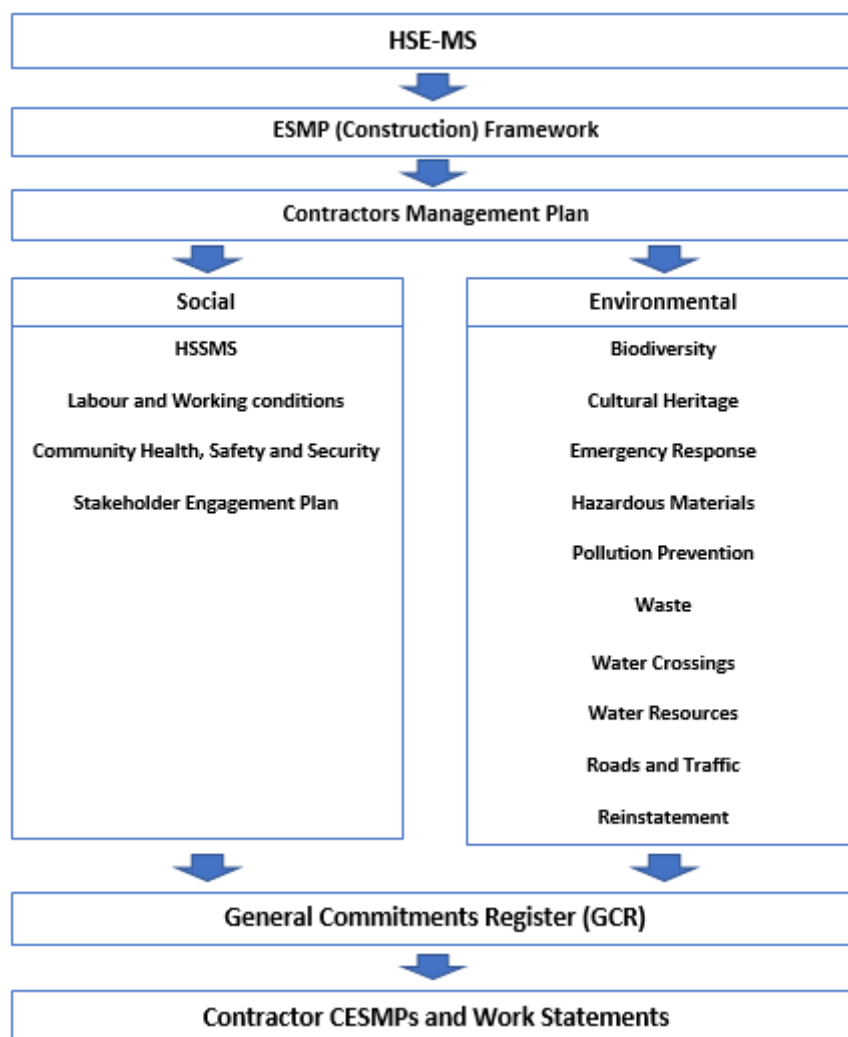 HSE-MS
ESMP (Construction) Framework
Contractors Management Plan
Social
HSSMS
Labour and Working conditions
Community Health, Safety and Security
Stakeholder Engagement Plan
Environmental
Biodiversity
Cultural Heritage
Emergency Response
Hazardous Materials
Pollution Prevention
Waste
Water Crossings
Water Resources
Roads and Traffic
Reinstatement
General Commitments Register (GCR)
Contractor CESMPs and Work Statements